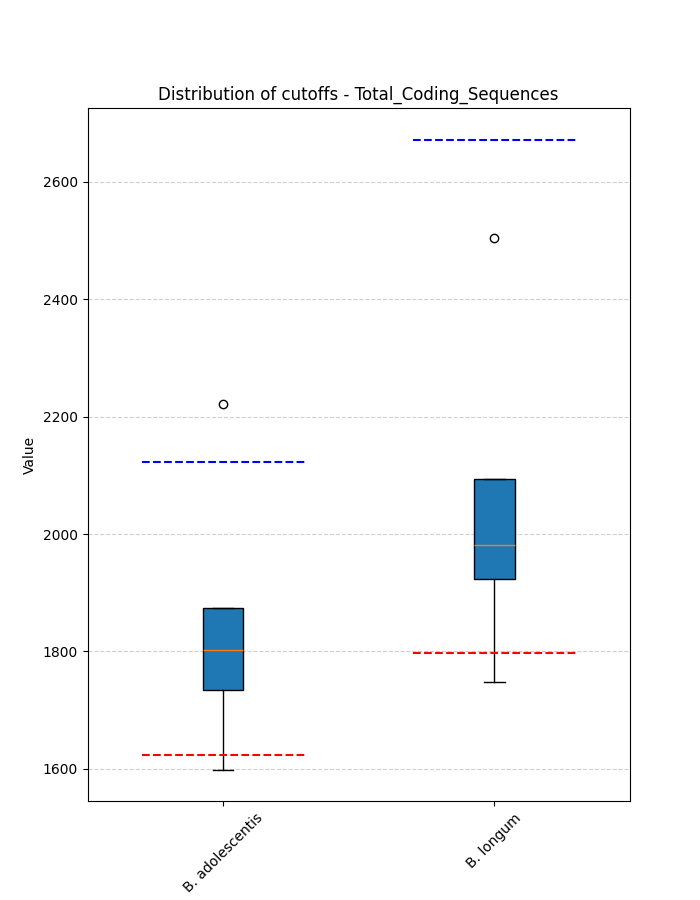 Distribution of cutoffs - Total_Coding_Sequences
Value
2600
2400
2200
2000
1800
1600
B. adolescentis
B. longum